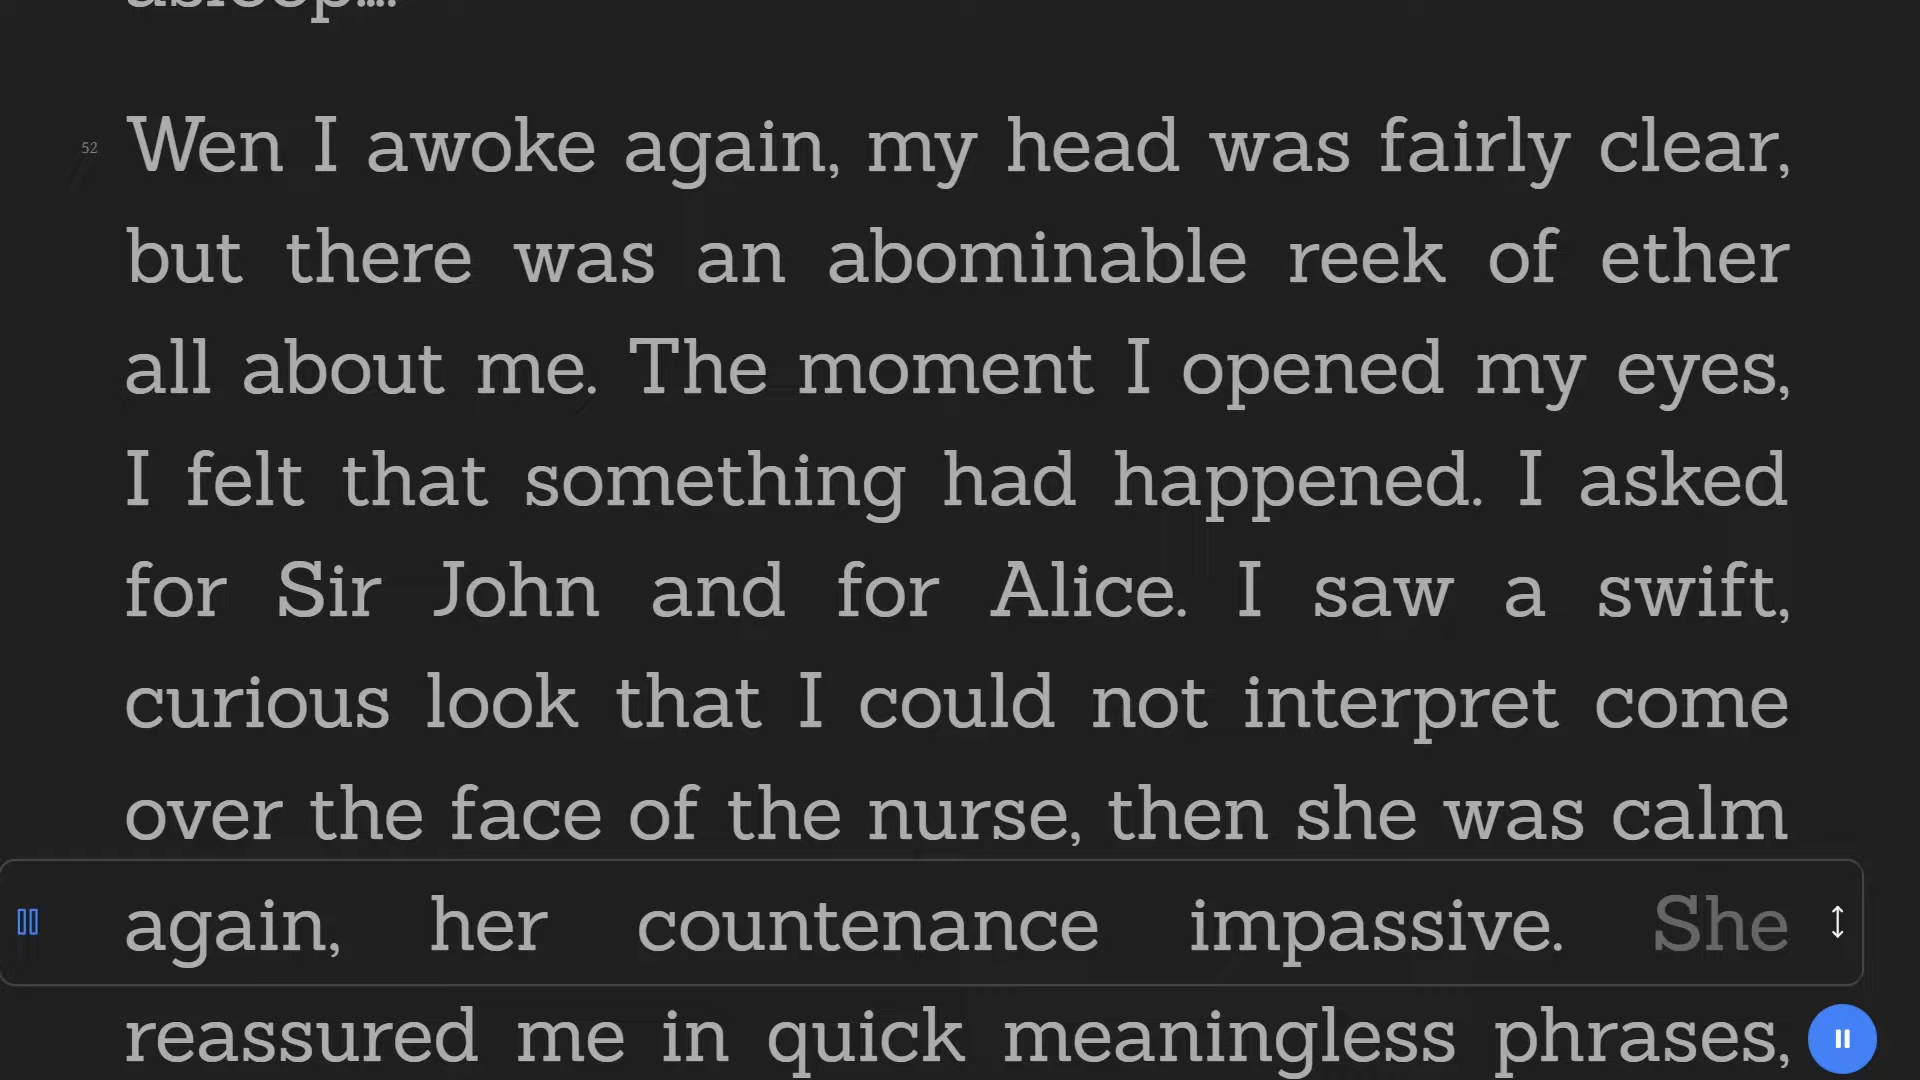 asleep....
52 Wen I awoke again, my head was fairly clear,
but there was an abominable reek of ether
all about me. The moment I opened my eyes,
I felt that something had happened. I asked
for Sir John and for Alice. I saw a swift,
curious look that I could not interpret come
over the face of the nurse, then she was calm
again, her countenance impassive. She
reassured me in quick meaningless phrases,